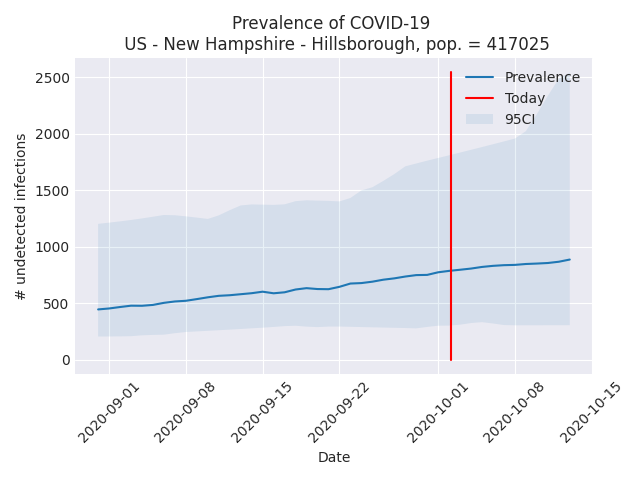 Prevalence of COVID-19
US - New Hampshire - Hillsborough, pop. = 417025
Prevalence
Today
95CI
# undetected infections
2500
2000
1500
1000
500
0
2020-09-01
2020-09-08
2020-09-15
2020-09-22
2020-10-01
2020-10-08
2020-10-15
Date